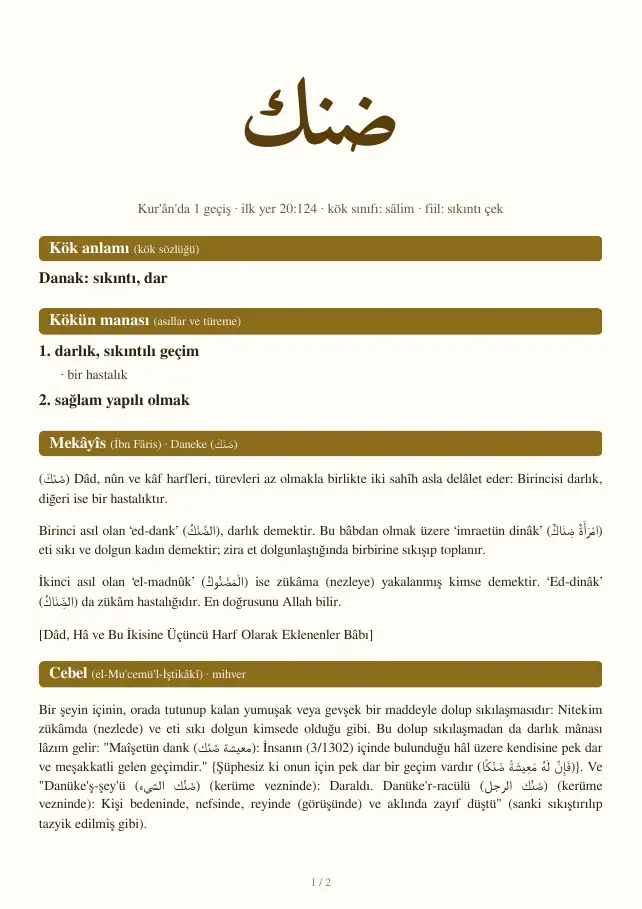 ضنك
Kur'ân'da 1 geçiş · ilk yer 20:124 · kök sınıfı: sâlim · fiil: sıkıntı çek
Kök anlamı (kök sözlüğü)
Danak: sıkıntı, dar
Kökün manası (asıllar ve türeme)
1. darlık, sıkıntılı geçim
· bir hastalık
2. sağlam yapılı olmak
Mekâyîs (İbn Fâris) · Daneke (ضَنَكَ)
(ضَنَكَ) Dâd, nûn ve kâf harfleri, türevleri az olmakla birlikte iki sahîh asla delâlet eder: Birincisi darlık,
diğeri ise bir hastalıktır.
Birinci asıl olan ‘ed-dank’ (الضَّنْكُ), darlık demektir. Bu bâbdan olmak üzere ‘imraetün dinâk’ (امْرَأَةٌ ضِنَاكٌ)
eti sıkı ve dolgun kadın demektir; zira et dolgunlaştığında birbirine sıkışıp toplanır.
İkinci asıl olan ‘el-madnûk’ (الْمَضْنُوكُ) ise zükâma (nezleye) yakalanmış kimse demektir. ‘Ed-dinâk’
(الضِّنَاكُ) da zükâm hastalığıdır. En doğrusunu Allah bilir.
[Dâd, Hâ ve Bu İkisine Üçüncü Harf Olarak Eklenenler Bâbı]
Cebel (el-Mu'cemü'l-İştikâkî) · mihver
Bir şeyin içinin, orada tutunup kalan yumuşak veya gevşek bir maddeyle dolup sıkılaşmasıdır: Nitekim
zükâmda (nezlede) ve eti sıkı dolgun kimsede olduğu gibi. Bu dolup sıkılaşmadan da darlık mânası
lâzım gelir: "Maîşetün dank (معيشة ضَنْك): İnsanın (3/1302) içinde bulunduğu hâl üzere kendisine pek dar
ve meşakkatli gelen geçimdir." {Şüphesiz ki onun için pek dar bir geçim vardır (فَإِنَّ لَهُ مَعِيشَةً ضَنْكًا)}. Ve
"Danüke'ş-şey'ü (ضَنُك الشيء) (kerüme vezninde): Daraldı. Danüke'r-racülü (ضَنُك الرجل) (kerüme
vezninde): Kişi bedeninde, nefsinde, reyinde (görüşünde) ve aklında zayıf düştü" (sanki sıkıştırılıp
tazyik edilmiş gibi).
1 / 2